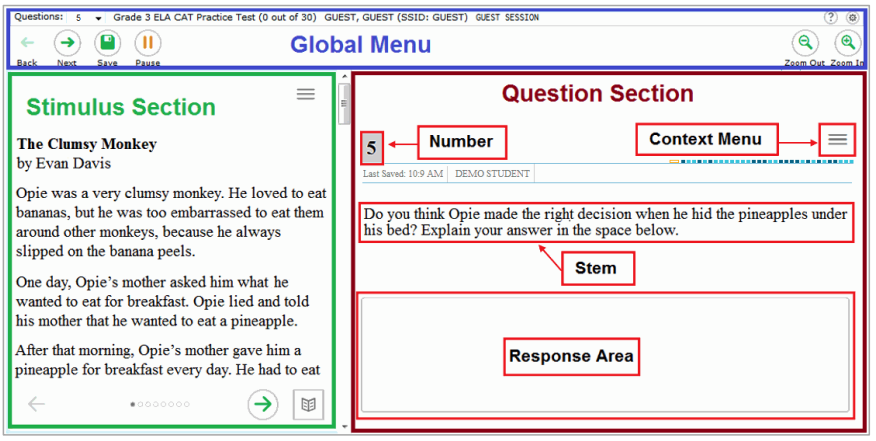 Questions: 5 Grade 3 ELA CAT Practice Test (0 out of 30) GUEST, GUEST (SSID: GUEST) GUEST SESSION
Back Next Save Pause
Global Menu
Zoom Out Zoom In
Stimulus Section
The Clumsy Monkey
by Evan Davis
Opie was a very clumsy monkey. He loved to eat
bananas, but he was too embarrassed to eat them
around other monkeys, because he always
slipped on the banana peels.
One day, Opie's mother asked him what he
wanted to eat for breakfast. Opie lied and told
his mother that he wanted to eat a pineapple.
After that morning, Opie's mother gave him a
pineapple for breakfast every day. He had to eat
Question Section
5
Number
Context Menu
Last Saved: 10:9 AM DEMO STUDENT
Do you think Opie made the right decision when he hid the pineapples under
his bed? Explain your answer in the space below.
Stem
Response Area